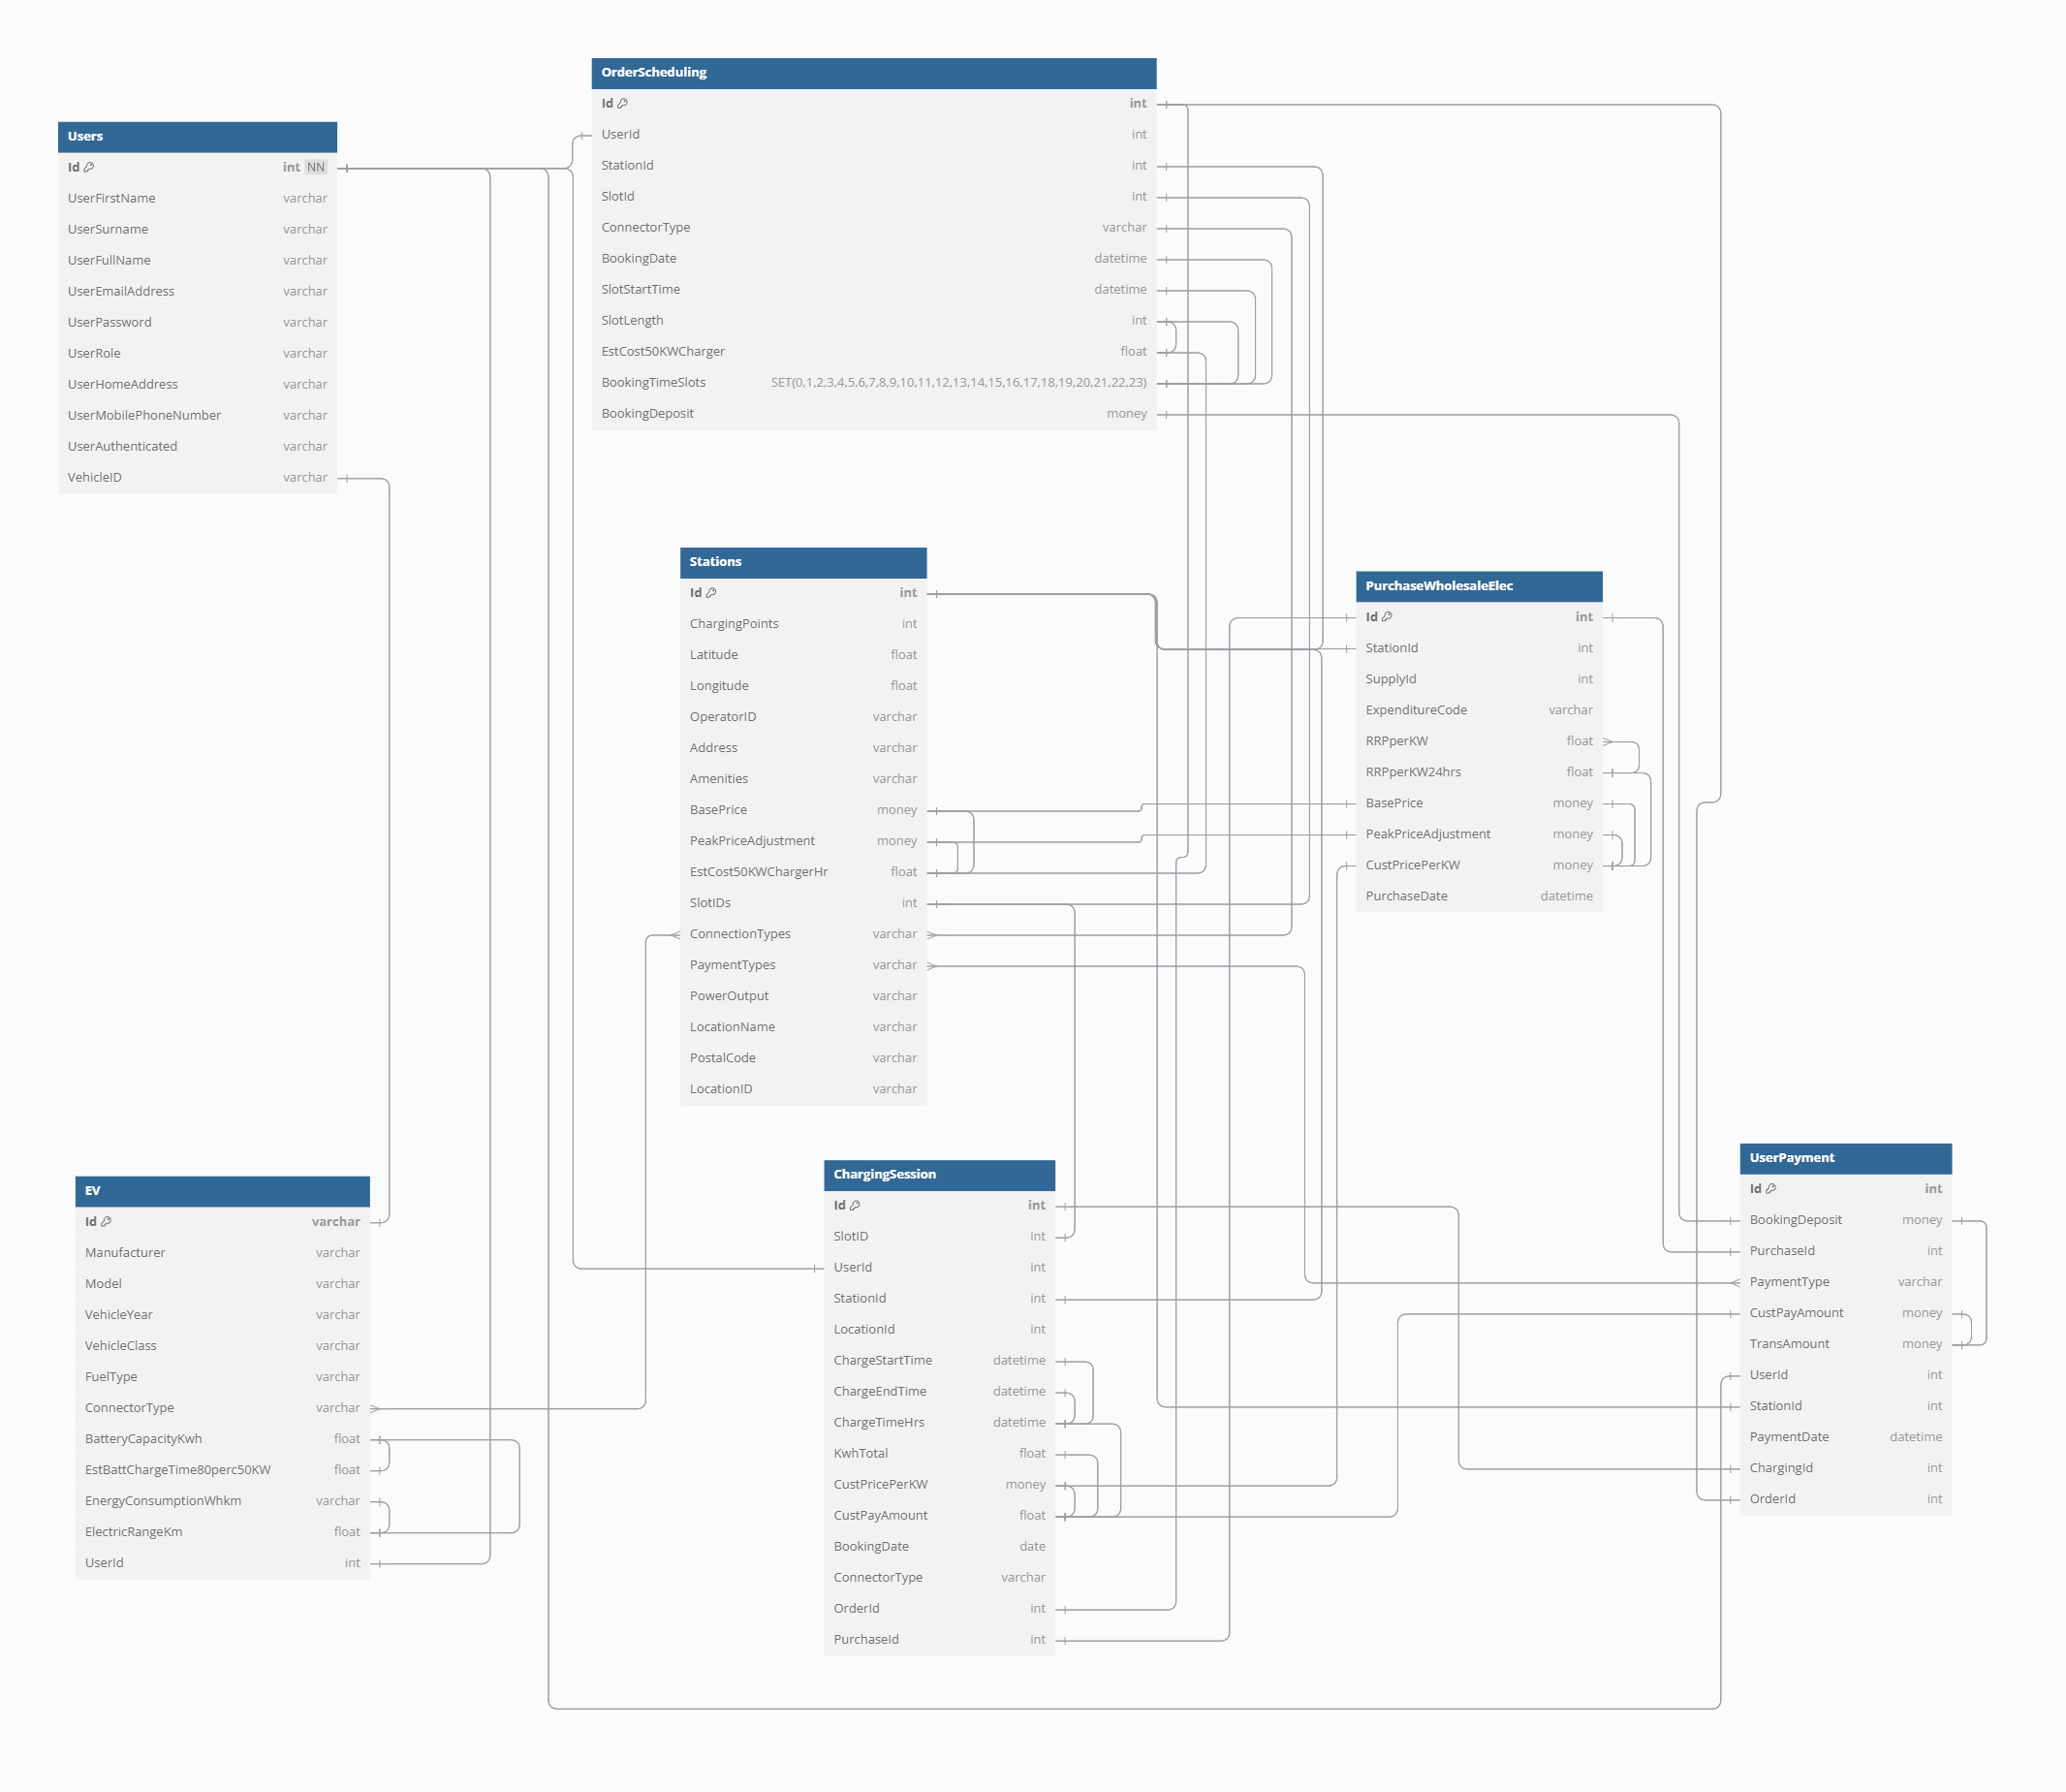 OrderScheduling
Id int
UserId int
StationId int
SlotId int
ConnectorType varchar
BookingDate datetime
SlotStartTime datetime
SlotLength int
EstCost50KWCharger float
BookingTimeSlots SET(0,1,2,3,4,5,6,7,8,9,10,11,12,13,14,15,16,17,18,19,20,21,22,23)
BookingDeposit money
Users
Id int NN
UserFirstName varchar
UserSurname varchar
UserFullName varchar
UserEmailAddress varchar
UserPassword varchar
UserRole varchar
UserHomeAddress varchar
UserMobilePhoneNumber varchar
UserAuthenticated varchar
VehicleID varchar
Stations
Id int
ChargingPoints int
Latitude float
Longitude float
OperatorID varchar
Address varchar
Amenities varchar
BasePrice money
PeakPriceAdjustment money
EstCost50KWChargerHr float
SlotIDs int
ConnectionTypes varchar
PaymentTypes varchar
PowerOutput varchar
LocationName varchar
PostalCode varchar
LocationID varchar
PurchaseWholesaleElec
Id int
StationId int
SupplyId int
ExpenditureCode varchar
RRPperKW float
RRPperKW24hrs float
BasePrice money
PeakPriceAdjustment money
CustPricePerKW money
PurchaseDate datetime
EV
Id varchar
Manufacturer varchar
Model varchar
VehicleYear varchar
VehicleClass varchar
FuelType varchar
ConnectorType varchar
BatteryCapacityKwh float
EstBattChargeTime80perc50KW float
EnergyConsumptionWhkm varchar
ElectricRangeKm float
UserId int
ChargingSession
Id int
SlotID int
UserId int
StationId int
LocationId int
ChargeStartTime datetime
ChargeEndTime datetime
ChargeTimeHrs datetime
KwhTotal float
CustPricePerKW money
CustPayAmount float
BookingDate date
ConnectorType varchar
OrderId int
PurchaseId int
UserPayment
Id int
BookingDeposit money
PurchaseId int
PaymentType varchar
CustPayAmount money
TransAmount money
UserId int
StationId int
PaymentDate datetime
ChargingId int
OrderId int